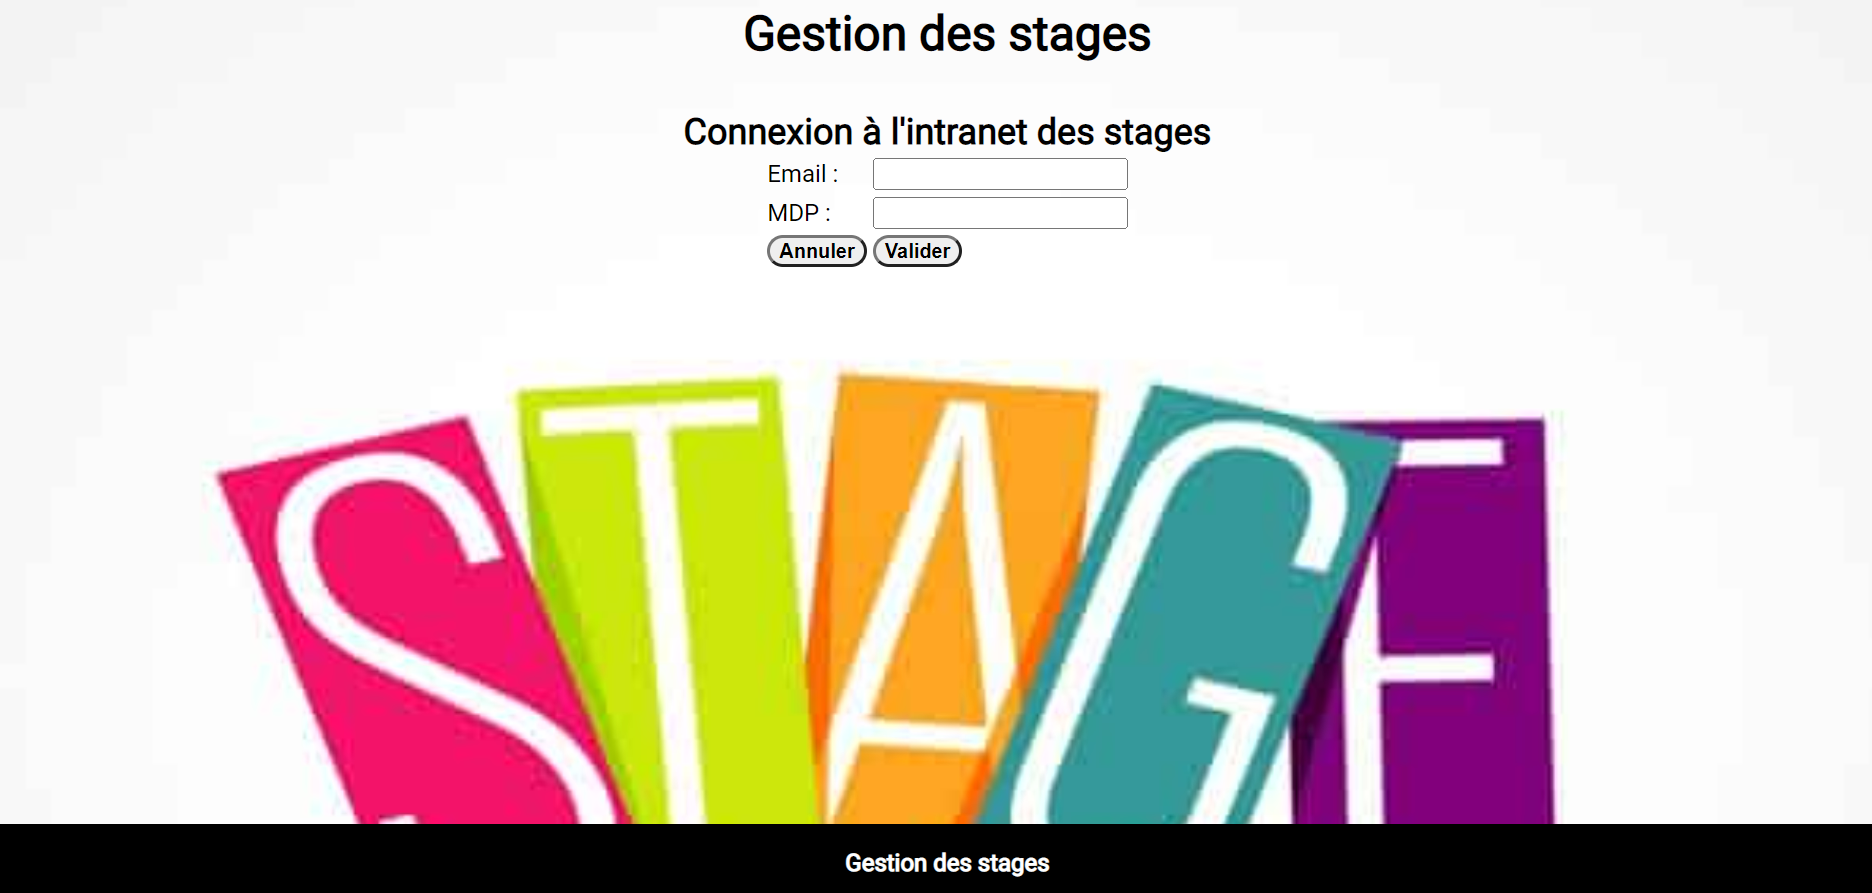 Gestion des stages
Connexion à l'intranet des stages
Email :
MDP :
Annuler Valider
STAGE
Gestion des stages